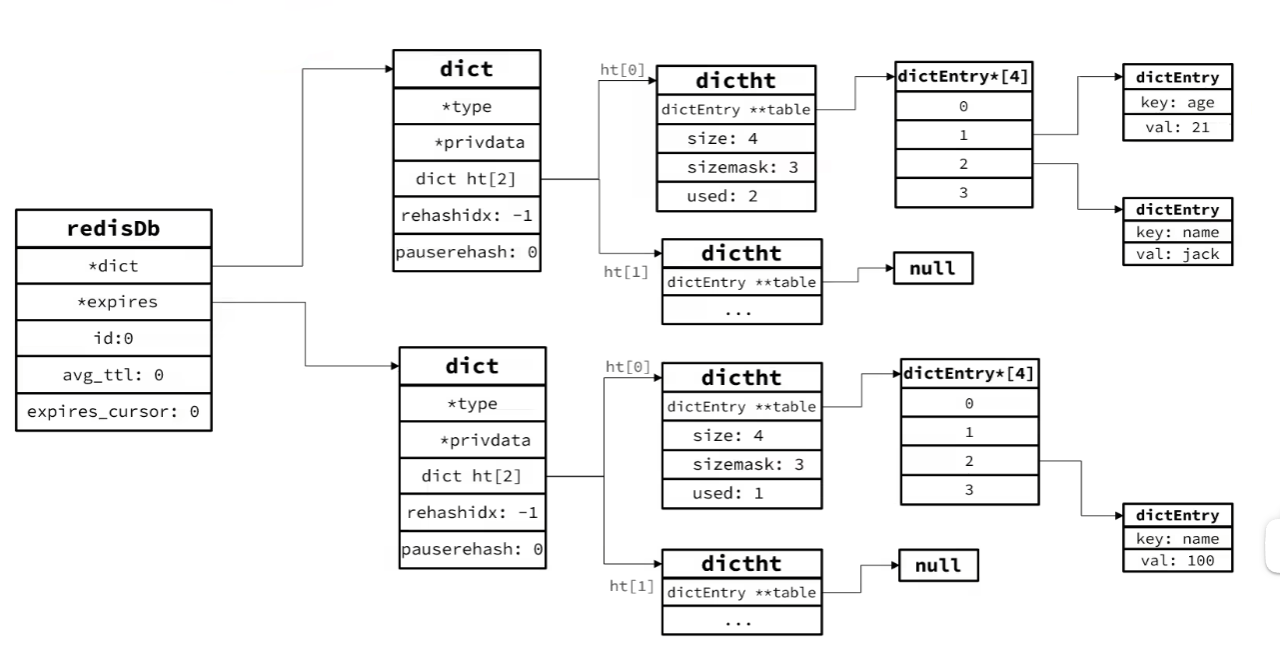 redisDb
*dict
*expires
id:0
avg_ttl: 0
expires_cursor: 0
dict
*type
*privdata
dict ht[2]
rehashidx: -1
pauserehash: 0
ht[0]
dictht
dictEntry **table
size: 4
sizemask: 3
used: 2
dictEntry*[4]
0
1
2
3
dictEntry
key: age
val: 21
dictEntry
key: name
val: jack
ht[1]
dictht
dictEntry **table
...
null
dict
*type
*privdata
dict ht[2]
rehashidx: -1
pauserehash: 0
ht[0]
dictht
dictEntry **table
size: 4
sizemask: 3
used: 1
dictEntry*[4]
0
1
2
3
dictEntry
key: name
val: 100
ht[1]
dictht
dictEntry **table
...
null